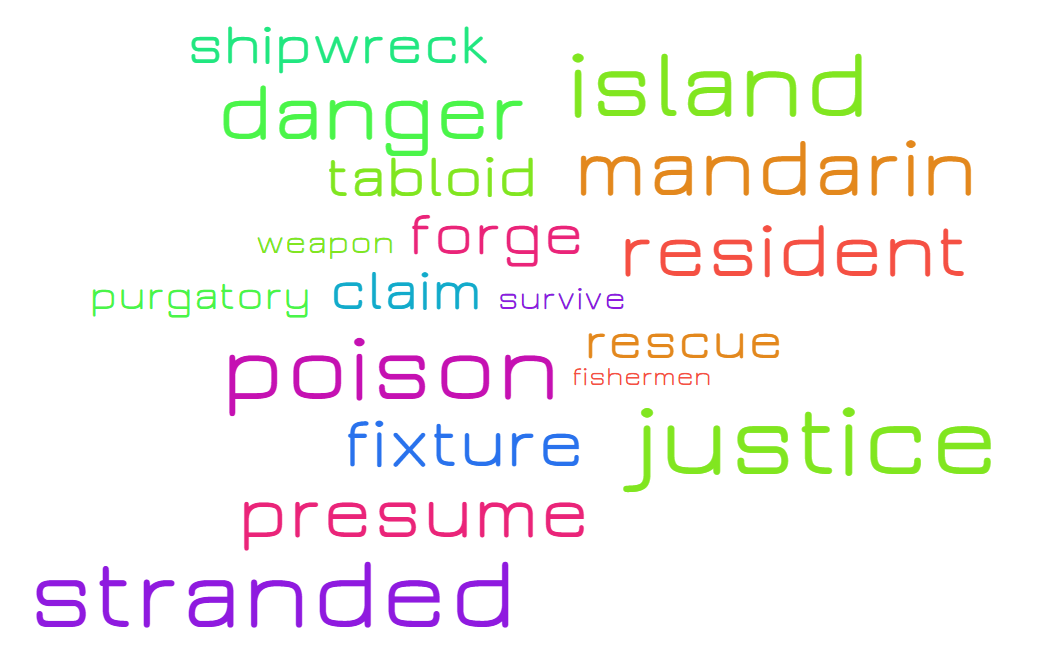 shipwreck
island
danger
mandarin
tabloid
forge
weapon
resident
claim
purgatory
survive
rescue
poison
fishermen
justice
fixture
presume
stranded